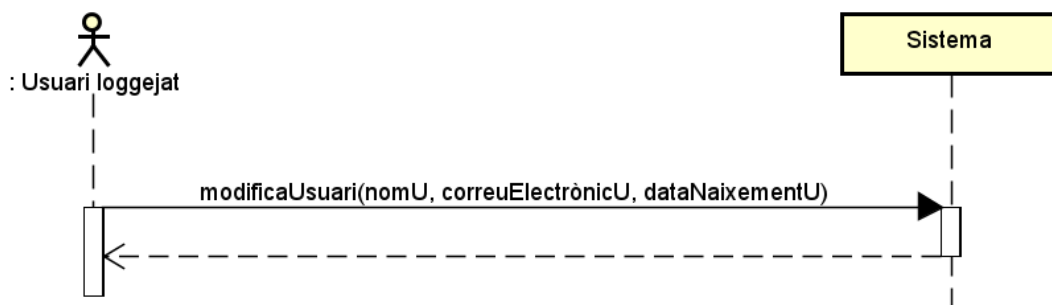 Sistema
: Usuari loggejat
modificaUsuari(nomU, correuElectrònicU, dataNaixementU)